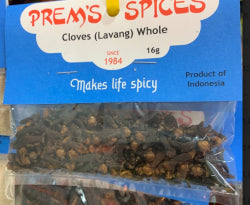 PREM'S SPICES
Cloves (Lavang) Whole
SINCE
1984
16g
Makes life spicy
Product of
Indonesia